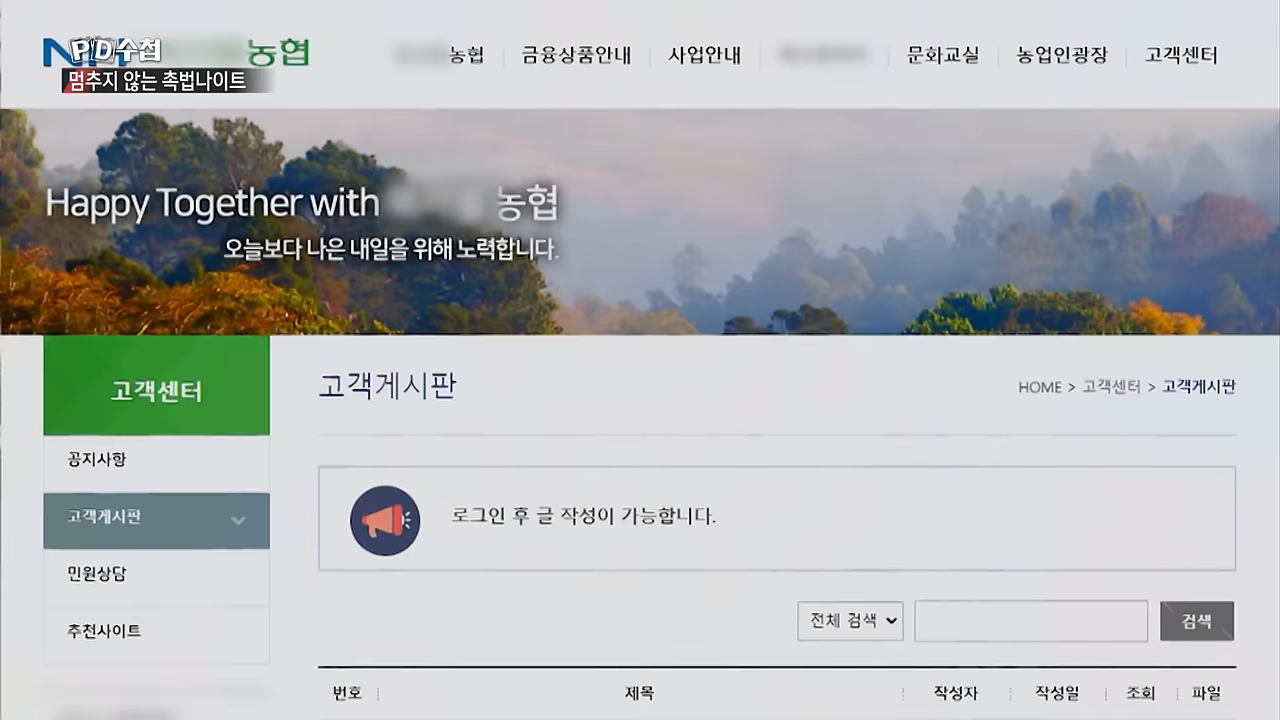 PD수첩
멈추지 않는 촉법나이트
농협
농협 금융상품안내 사업안내 문화교실 농업인광장 고객센터
Happy Together with 농협
오늘보다 나은 내일을 위해 노력합니다.
고객센터
공지사항
고객게시판
민원상담
추천사이트
고객게시판
HOME > 고객센터 > 고객게시판
로그인 후 글 작성이 가능합니다.
전체 검색 검색
번호 제목 작성자 작성일 조회 파일